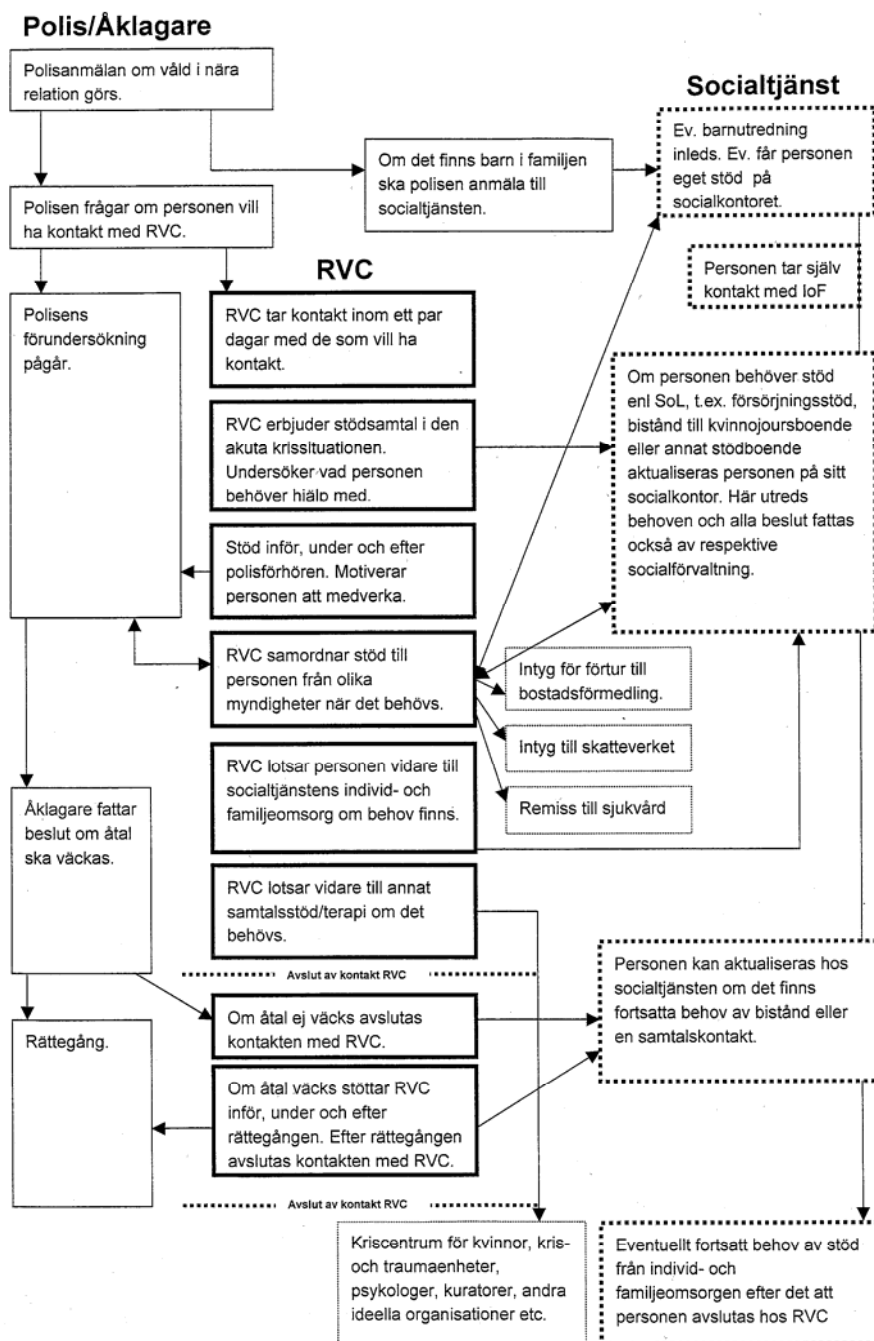 Polis/Åklagare
Polisanmälan om våld i nära
relation görs.
Socialtjänst
Om det finns barn i familjen
ska polisen anmäla till
socialtjänsten.
Ev. barnutredning
inleds. Ev. får personen
eget stöd på
socialkontoret.
Polisen frågar om personen vill
ha kontakt med RVC.
RVC
Personen tar själv
kontakt med IoF
Polisens
förundersökning
pågår.
RVC tar kontakt inom ett par
dagar med de som vill ha
kontakt.
RVC erbjuder stödsamtal i den
akuta krissituationen.
Undersöker vad personen
behöver hjälp med.
Om personen behöver stöd
enl SoL, t.ex. försörjningsstöd,
bistånd till kvinnojoursboende
eller annat stödboende
aktualiseras personen på sitt
socialkontor. Här utreds
behoven och alla beslut fattas
också av respektive
socialförvaltning.
Stöd inför, under och efter
polisförhören. Motiverar
personen att medverka.
RVC samordnar stöd till
personen från olika
myndigheter när det behövs.
Intyg för förtur till
bostadsförmedling.
Intyg till skatteverket
Remiss till sjukvård
RVC lotsar personen vidare till
socialtjänstens individ- och
familjeomsorg om behov finns.
Åklagare fattar
beslut om åtal
ska väckas.
RVC lotsar vidare till annat
samtalsstöd/terapi om det
behövs.
Avslut av kontakt RVC
Personen kan aktualiseras hos
socialtjänsten om det finns
fortsatta behov av bistånd eller
en samtalskontakt.
Om åtal ej väcks avslutas
kontakten med RVC.
Rättegång.
Om åtal väcks stöttar RVC
inför, under och efter
rättegången. Efter rättegången
avslutas kontakten med RVC.
Avslut av kontakt RVC
Kriscentrum för kvinnor, kris-
och traumaenheter,
psykologer, kuratorer, andra
ideella organisationer etc.
Eventuellt fortsatt behov av stöd
från individ- och
familjeomsorgen efter det att
personen avslutas hos RVC